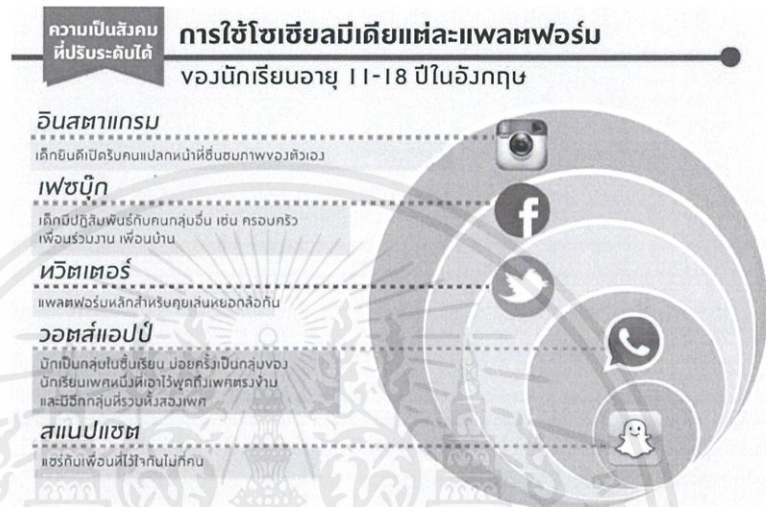 ความเป็นสังคม
ที่ปรับระดับได้
การใช้โซเชียลมีเดียแต่ละแพลตฟอร์ม
ของนักเรียนอายุ 11-18 ปีในอังกฤษ
อินสตาแกรม
เด็กยินดีเปิดรับคนแปลกหน้าที่ชื่นชมภาพของตัวเอง
เฟซบุ๊ก
เด็กมีปฏิสัมพันธ์กับคนกลุ่มอื่น เช่น ครอบครัว
เพื่อนร่วมงาน เพื่อนบ้าน
ทวิตเตอร์
แพลตฟอร์มหลักสำหรับคุยเล่นหยอกล้อกัน
วอตส์แอปป์
มักเป็นกลุ่มในชั้นเรียน บ่อยครั้งเป็นกลุ่มของ
นักเรียนเพศหนึ่งที่เอาไว้พูดถึงเพศตรงข้าม
และมีอีกกลุ่มที่รวมทั้งสองเพศ
สแนปแชต
แชร์กับเพื่อนที่ไว้ใจกันไม่กี่คน